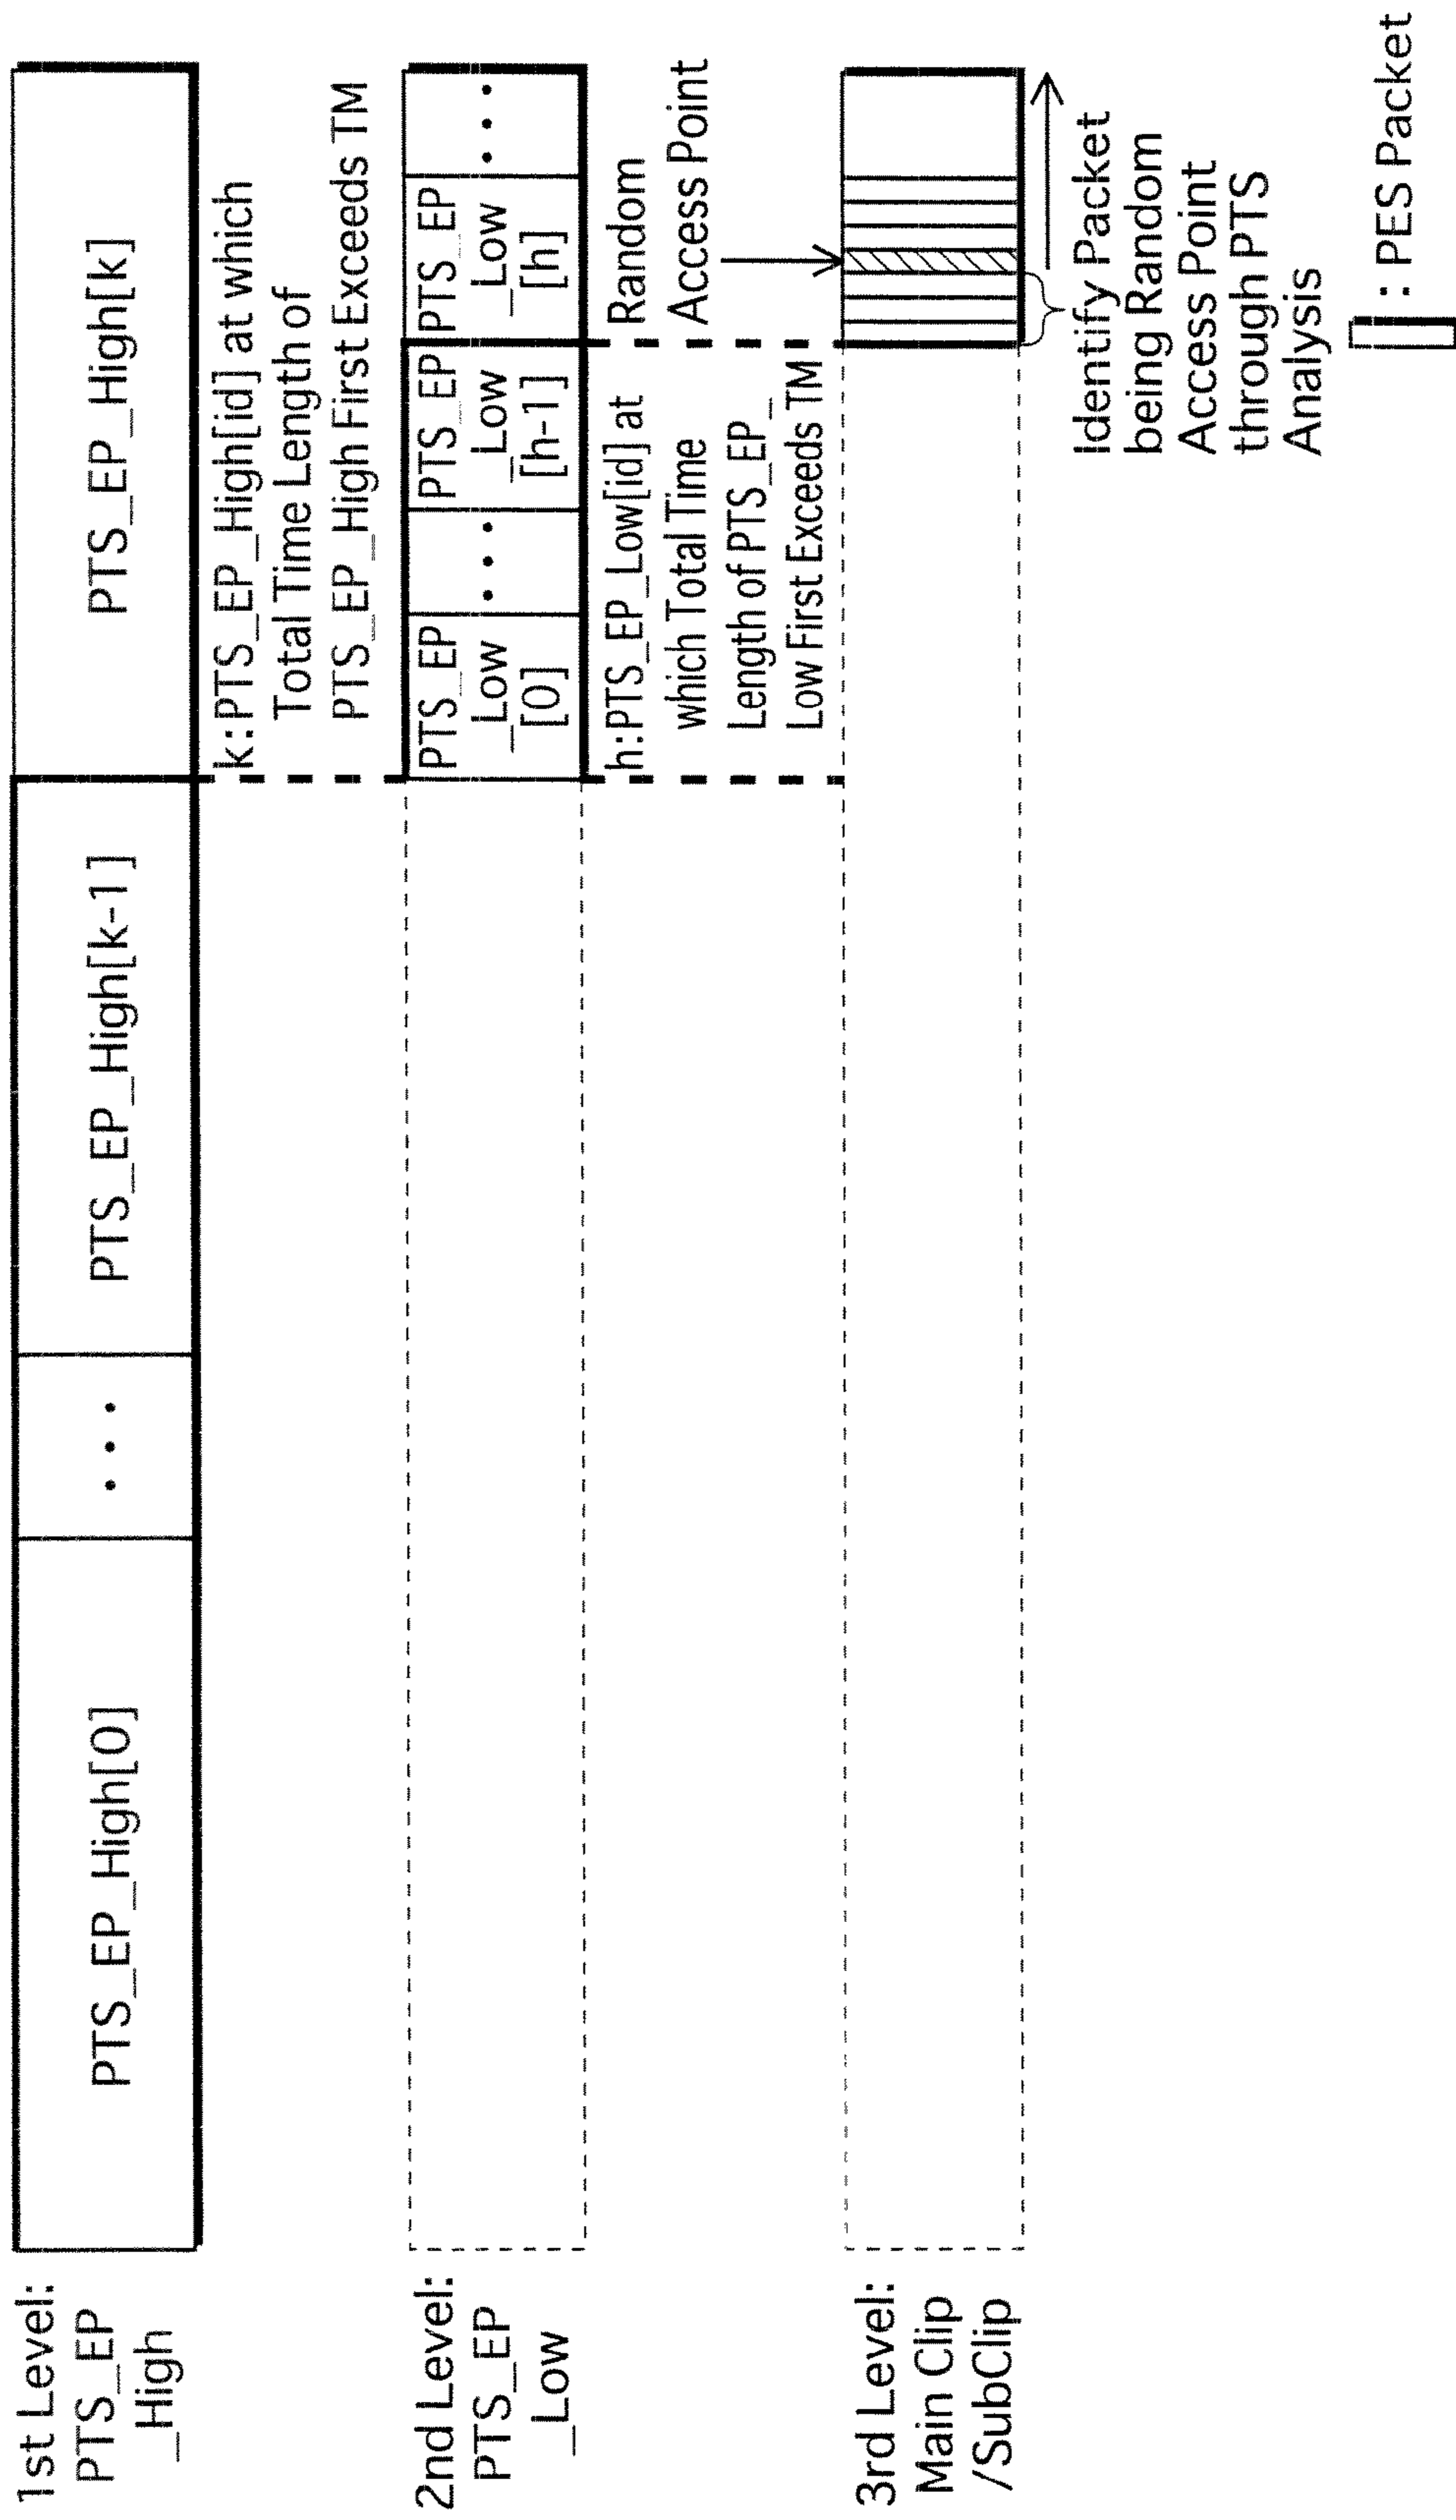 1st Level:
PTS_EP
_High
PTS_EP_High[0]
• • •
PTS_EP_High[k-1]
PTS_EP_High[k]
k:PTS_EP_High[id] at which
Total Time Length of
PTS_EP_High First Exceeds TM
2nd Level:
PTS_EP
_Low
PTS_EP
_Low
[0]
• • •
PTS_EP
_Low
[h-1]
PTS_EP
_Low
[h]
• • •
h:PTS_EP_Low[id] at
which Total Time
Length of PTS_EP_
Low First Exceeds TM
Random
Access Point
3rd Level:
Main Clip
/SubClip
Identify Packet
being Random
Access Point
through PTS
Analysis
: PES Packet